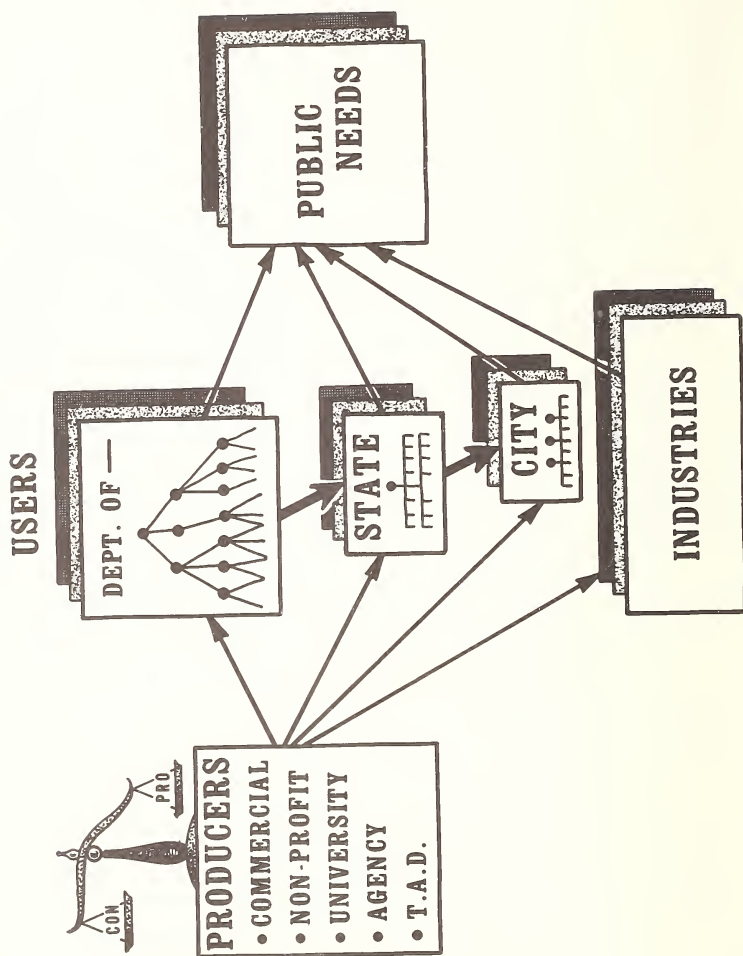 USERS
CON
PRO
PRODUCERS
• COMMERCIAL
• NON-PROFIT
• UNIVERSITY
• AGENCY
• T.A.D.
DEPT. OF —
STATE
CITY
INDUSTRIES
PUBLIC
NEEDS